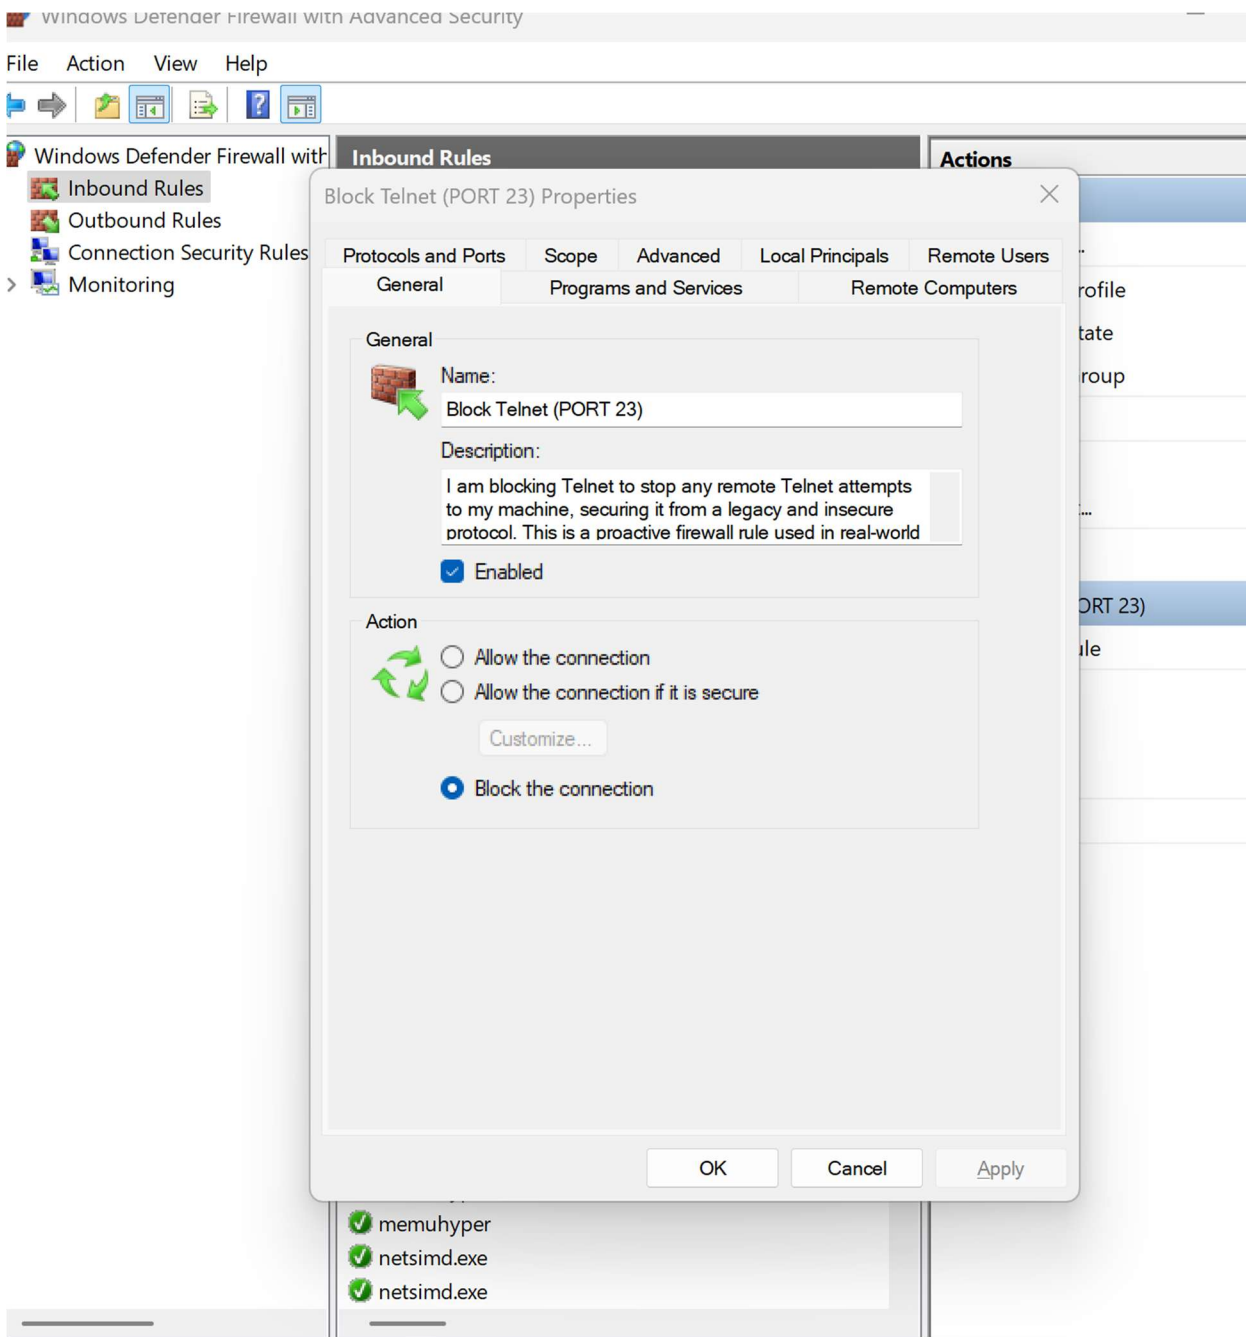 Windows Defender Firewall with Advanced Security
File Action View Help
Windows Defender Firewall with
Inbound Rules
Outbound Rules
Connection Security Rules
Monitoring
Inbound Rules
Actions
Block Telnet (PORT 23) Properties
Protocols and Ports Scope Advanced Local Principals Remote Users
General Programs and Services Remote Computers
General
Name:
Block Telnet (PORT 23)
Description:
I am blocking Telnet to stop any remote Telnet attempts
to my machine, securing it from a legacy and insecure
protocol. This is a proactive firewall rule used in real-world
Enabled
Action
Allow the connection
Allow the connection if it is secure
Customize...
Block the connection
OK Cancel Apply
rofile
tate
roup
...
ORT 23)
ule
memuhyper
netsimd.exe
netsimd.exe